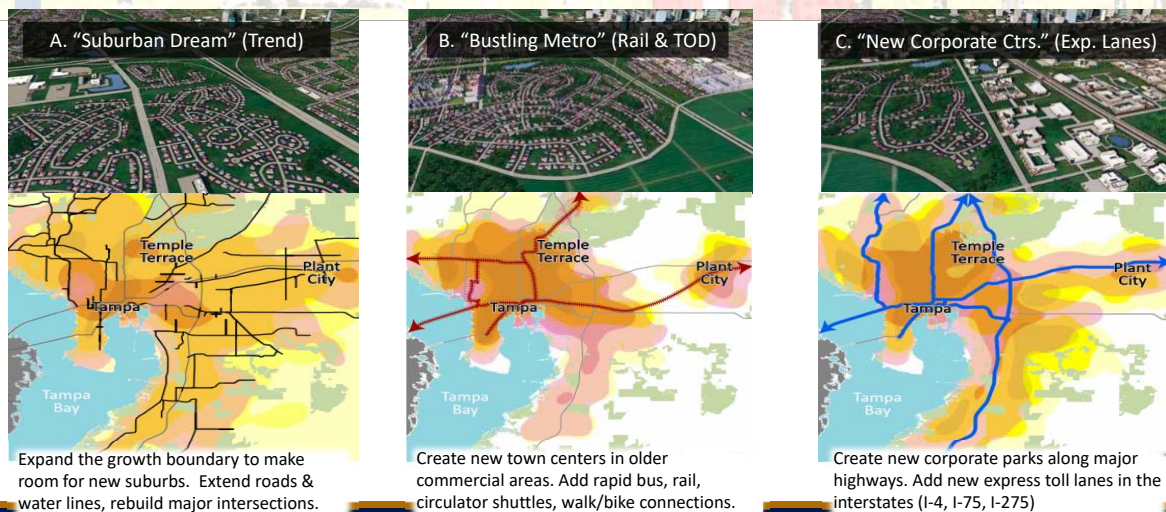 A. “Suburban Dream” (Trend)
Temple
Terrace
Plant
City
Tampa
Tampa
Bay
Expand the growth boundary to make
room for new suburbs.  Extend roads &
water lines, rebuild major intersections.
B. “Bustling Metro” (Rail & TOD)
Temple
Terrace
Plant
City
Tampa
Tampa
Bay
Create new town centers in older
commercial areas. Add rapid bus, rail,
circulator shuttles, walk/bike connections.
C. “New Corporate Ctrs.” (Exp. Lanes)
Temple
Terrace
Plant
City
Tampa
Tampa
Bay
Create new corporate parks along major
highways. Add new express toll lanes in the
interstates (I-4, I-75, I-275)